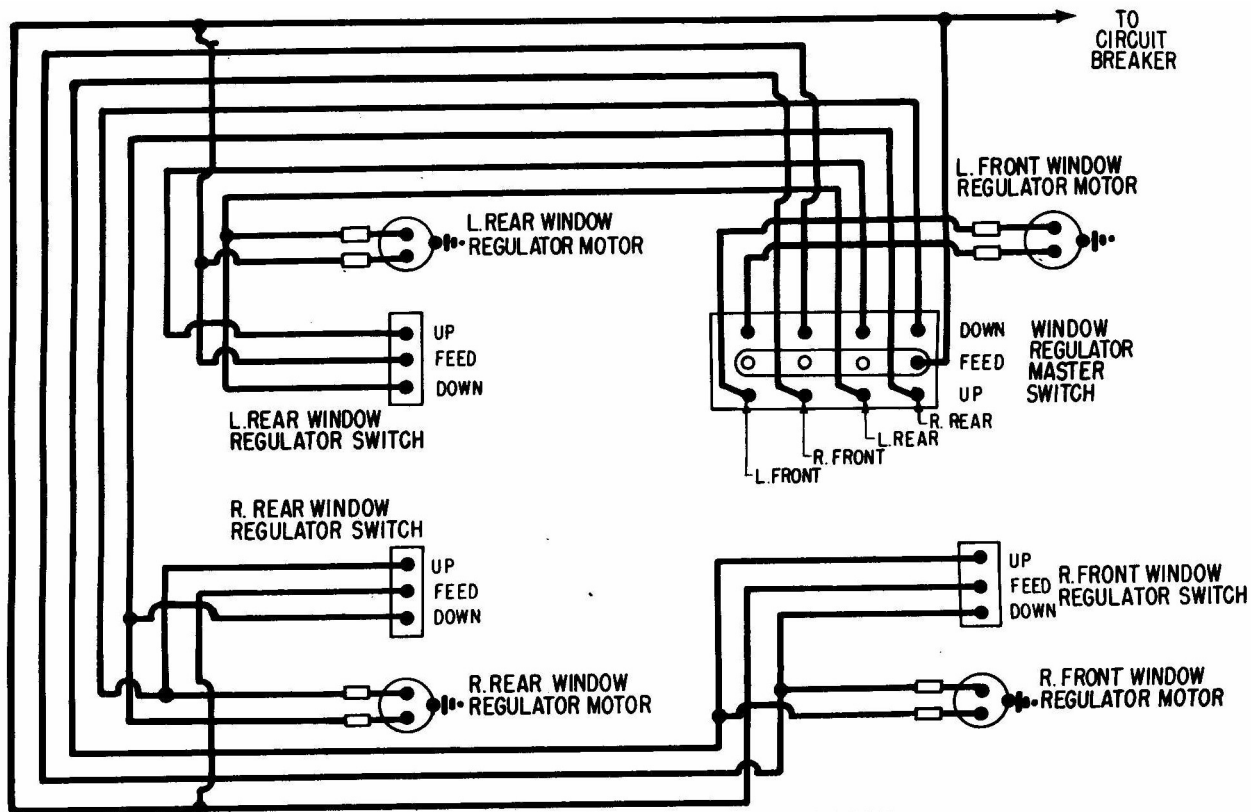 TO
CIRCUIT
BREAKER
L. FRONT WINDOW
REGULATOR MOTOR
L. REAR WINDOW
REGULATOR MOTOR
UP
FEED
DOWN
L. REAR WINDOW
REGULATOR SWITCH
DOWN
FEED
UP
WINDOW
REGULATOR
MASTER
SWITCH
R. REAR
L. REAR
R. FRONT
L. FRONT
R. REAR WINDOW
REGULATOR SWITCH
UP
FEED
DOWN
UP
FEED
DOWN
R. FRONT WINDOW
REGULATOR SWITCH
R. REAR WINDOW
REGULATOR MOTOR
R. FRONT WINDOW
REGULATOR MOTOR